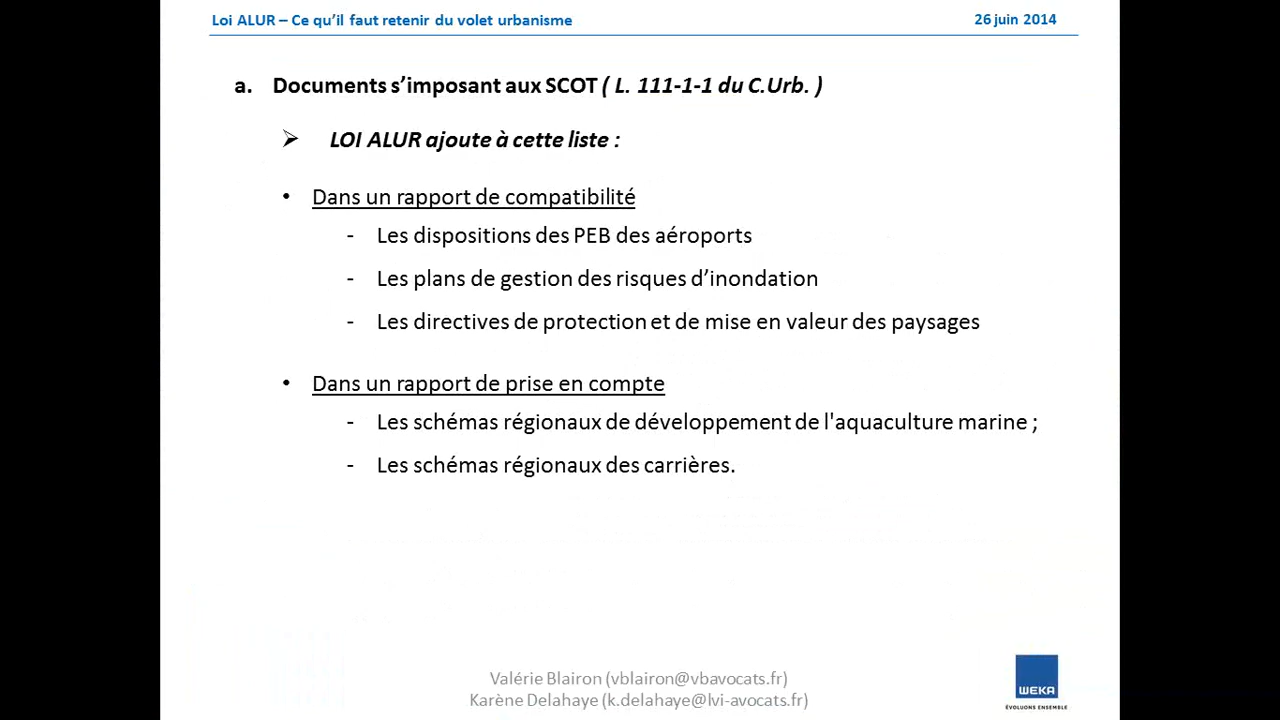 Loi ALUR – Ce qu’il faut retenir du volet urbanisme
26 juin 2014
a. Documents s’imposant aux SCOT ( L. 111-1-1 du C.Urb. )
➢ LOI ALUR ajoute à cette liste :
• Dans un rapport de compatibilité
- Les dispositions des PEB des aéroports
- Les plans de gestion des risques d’inondation
- Les directives de protection et de mise en valeur des paysages
• Dans un rapport de prise en compte
- Les schémas régionaux de développement de l'aquaculture marine ;
- Les schémas régionaux des carrières.
Valérie Blairon (vblairon@vbavocats.fr)
Karène Delahaye (k.delahaye@lvi-avocats.fr)
WEKA
ÉVOLUONS ENSEMBLE